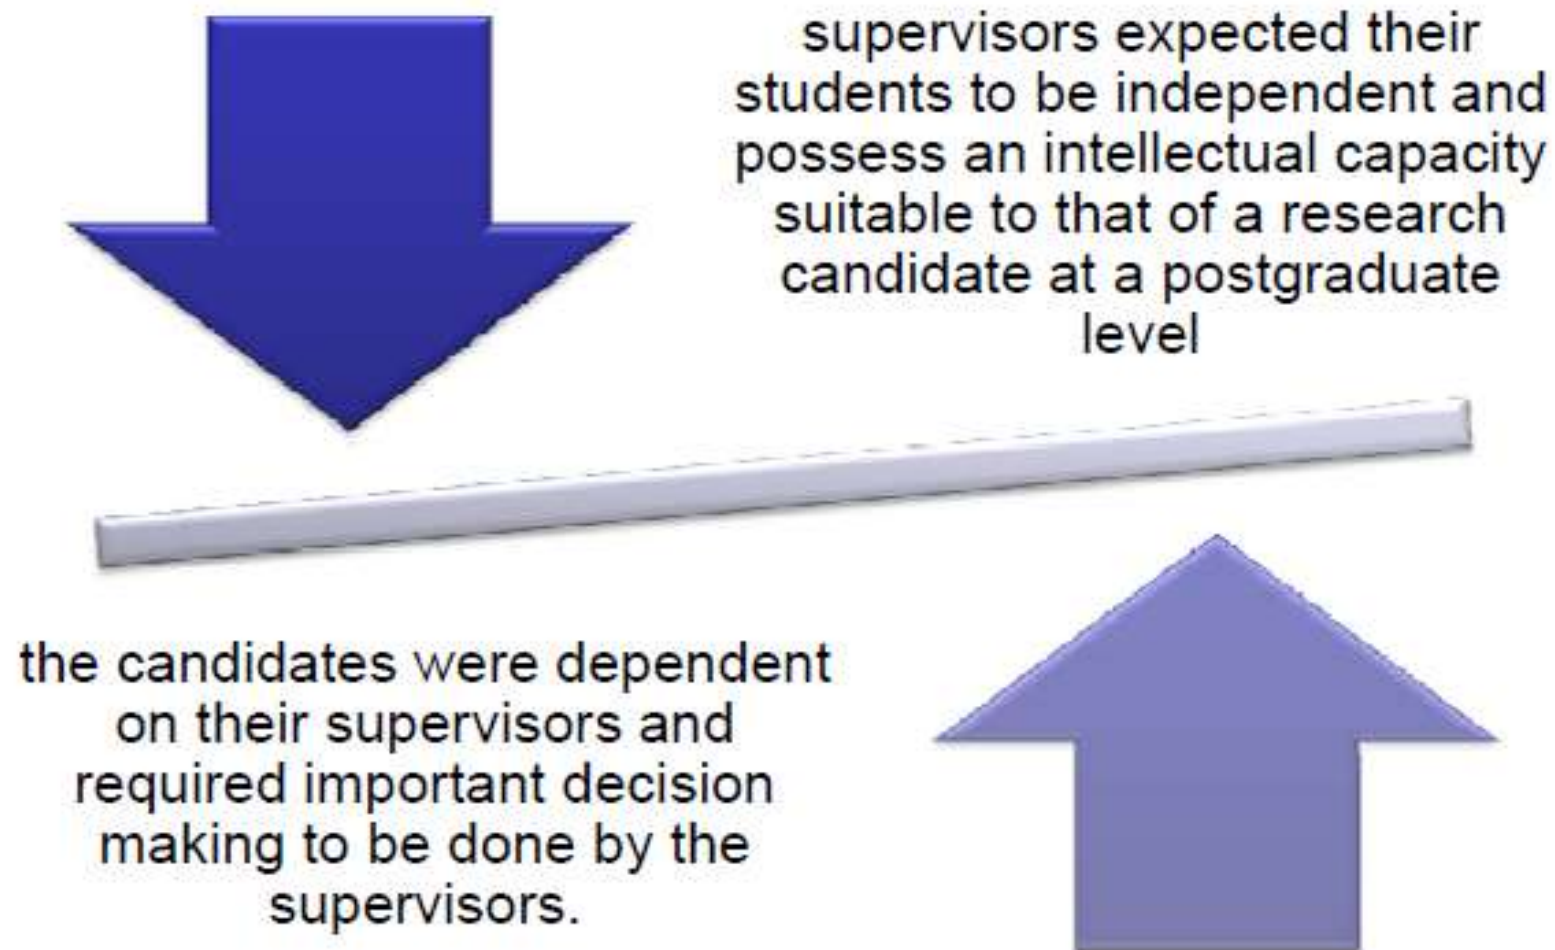 supervisors expected their
students to be independent and
possess an intellectual capacity
suitable to that of a research
candidate at a postgraduate
level
the candidates were dependent
on their supervisors and
required important decision
making to be done by the
supervisors.